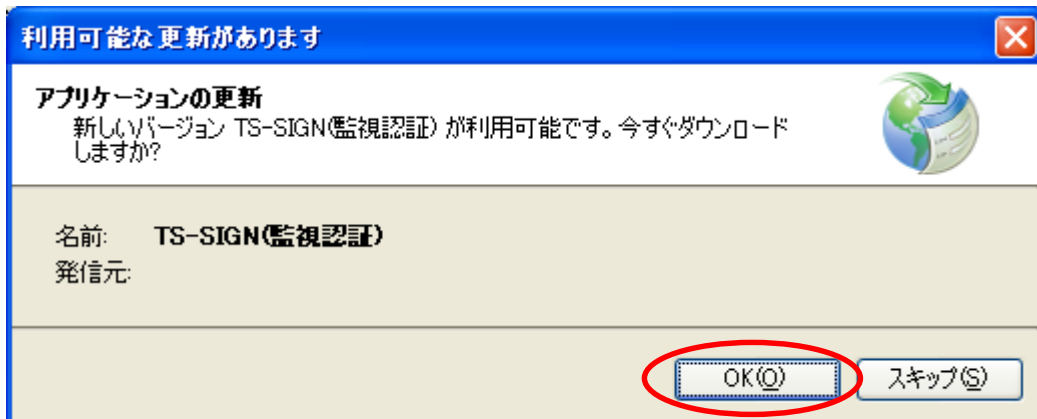 利用可能な更新があります
アプリケーションの更新
新しいバージョン TS-SIGN(監視認証) が利用可能です。今すぐダウンロード
しますか?
名前: TS-SIGN(監視認証)
発信元:
OK(O) スキップ(S)